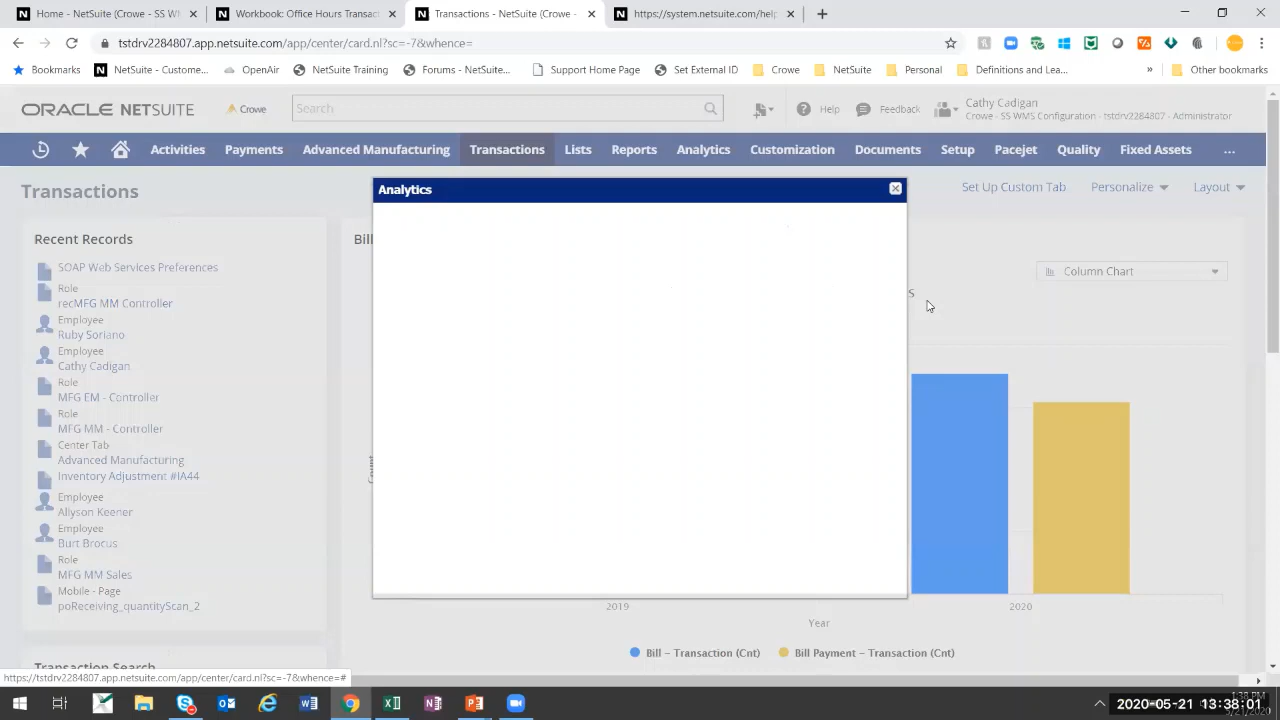 Home - NetSuite (Crowe - SS W
Workbook: Office Hours Transact
Transactions - NetSuite (Crowe -
https://system.netsuite.com/help
tstdrv2284807.app.netsuite.com/app/center/card.nl?sc=-7&whence=
Bookmarks
NetSuite - Custome...
OpenAir
NetSuite Training
Forums - NetSuite...
Support Home Page
Set External ID
Crowe
NetSuite
Personal
Definitions and Lea...
»
Other bookmarks
ORACLE NETSUITE
Crowe
Search
Help
Feedback
Cathy Cadigan
Crowe - SS WMS Configuration - tstdrv2284807 - Administrator
Activities
Payments
Advanced Manufacturing
Transactions
Lists
Reports
Analytics
Customization
Documents
Setup
Pacejet
Quality
Fixed Assets
...
Transactions
Set Up Custom Tab
Personalize
Layout
Analytics
Recent Records
SOAP Web Services Preferences
Role
recMFG MM Controller
Employee
Ruby Soriano
Employee
Cathy Cadigan
Role
MFG EM - Controller
Role
MFG MM - Controller
Center Tab
Advanced Manufacturing
Inventory Adjustment #IA44
Employee
Allyson Keener
Employee
Burt Brocus
Role
MFG MM Sales
Mobile - Page
poReceiving_quantityScan_2
Transaction Search
Bil
Column Chart
s
2019
2020
Year
Bill – Transaction (Cnt)
Bill Payment – Transaction (Cnt)
https://tstdrv2284807.app.netsuite.com/app/center/card.nl?sc=-7&whence=#
2020-05-21 13:38:01